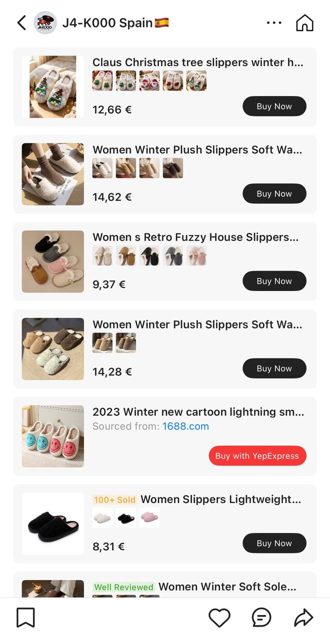 J4-K000 Spain🇪🇸
Claus Christmas tree slippers winter h...
12,66 €
Buy Now
Women Winter Plush Slippers Soft Wa...
14,62 €
Buy Now
Women s Retro Fuzzy House Slippers...
9,37 €
Buy Now
Women Winter Plush Slippers Soft Wa...
14,28 €
Buy Now
2023 Winter new cartoon lightning sm...
Sourced from: 1688.com
Buy with YepExpress
100+ Sold Women Slippers Lightweight...
8,31 €
Buy Now
Well Reviewed Women Winter Soft Sole...